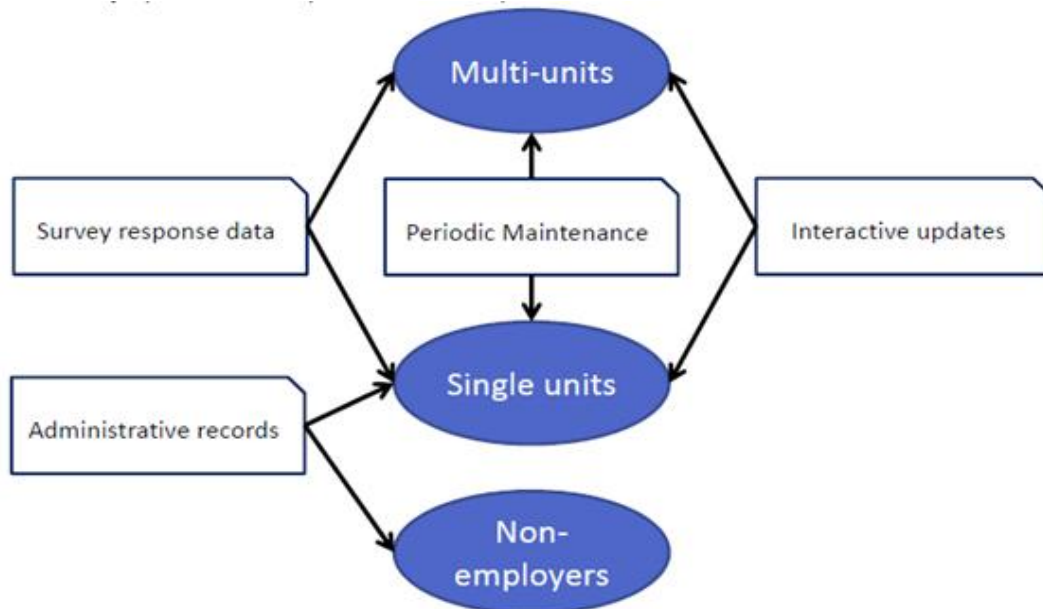 Multi-units
Survey response data
Periodic Maintenance
Interactive updates
Single units
Administrative records
Non-
employers